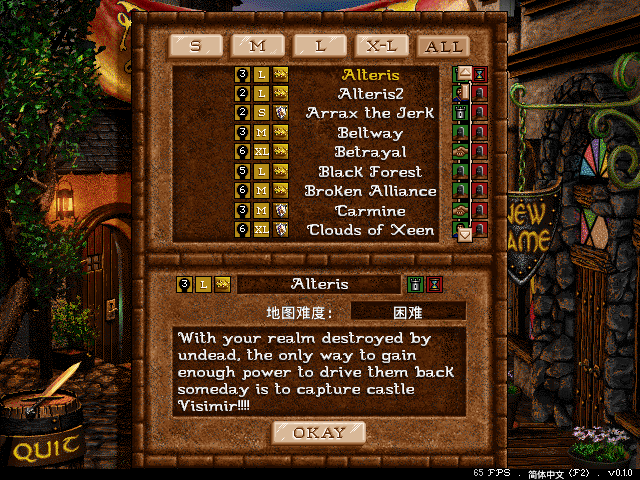 S M L X-L ALL
3 L Alteris
2 L Alteris2
2 S Arrax the Jerk
3 M Beltway
6 XL Betrayal
5 L Black Forest
6 M Broken Alliance
3 M Carmine
6 XL Clouds of Xeen
NEW GAME
3 L Alteris
地图难度： 困难
With your realm destroyed by
undead, the only way to gain
enough power to drive them back
someday is to capture castle
Visimir!!!!
OKAY
QUIT
65 FPS . 简体中文 (F2) . v0.1.0